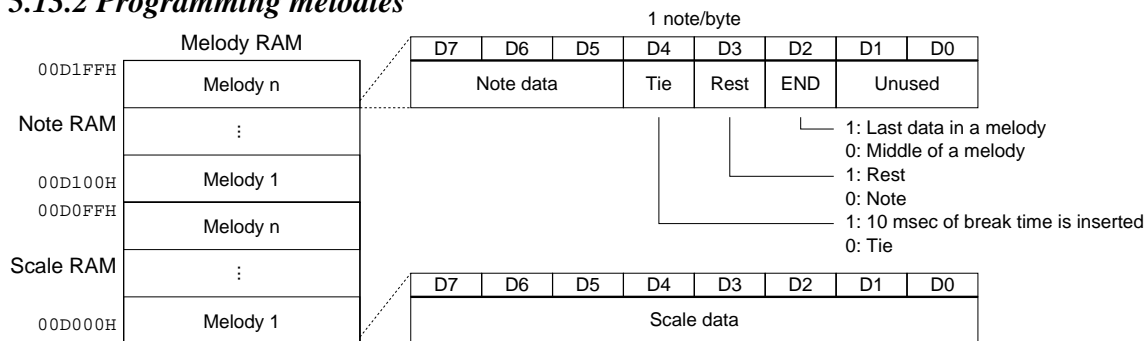 5.13.2 Programming melodies
1 note/byte
Melody RAM
D7 D6 D5 D4 D3 D2 D1 D0
00D1FFH
Melody n
Note data Tie Rest END Unused
Note RAM
⋮
1: Last data in a melody
0: Middle of a melody
00D100H
Melody 1
1: Rest
0: Note
00D0FFH
Melody n
1: 10 msec of break time is inserted
0: Tie
Scale RAM
⋮
D7 D6 D5 D4 D3 D2 D1 D0
00D000H
Melody 1
Scale data